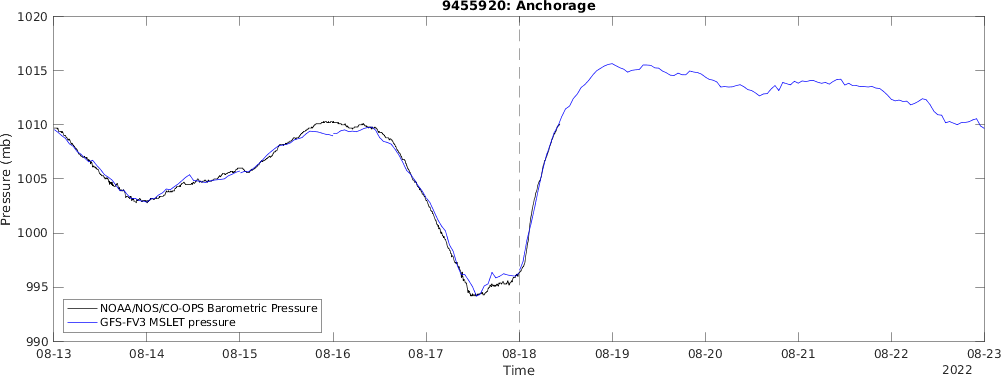 9455920: Anchorage
1020
1015
1010
1005
1000
995
990
Pressure (mb)
NOAA/NOS/CO-OPS Barometric Pressure
GFS-FV3 MSLET pressure
08-13 08-14 08-15 08-16 08-17 08-18 08-19 08-20 08-21 08-22 08-23
Time
2022